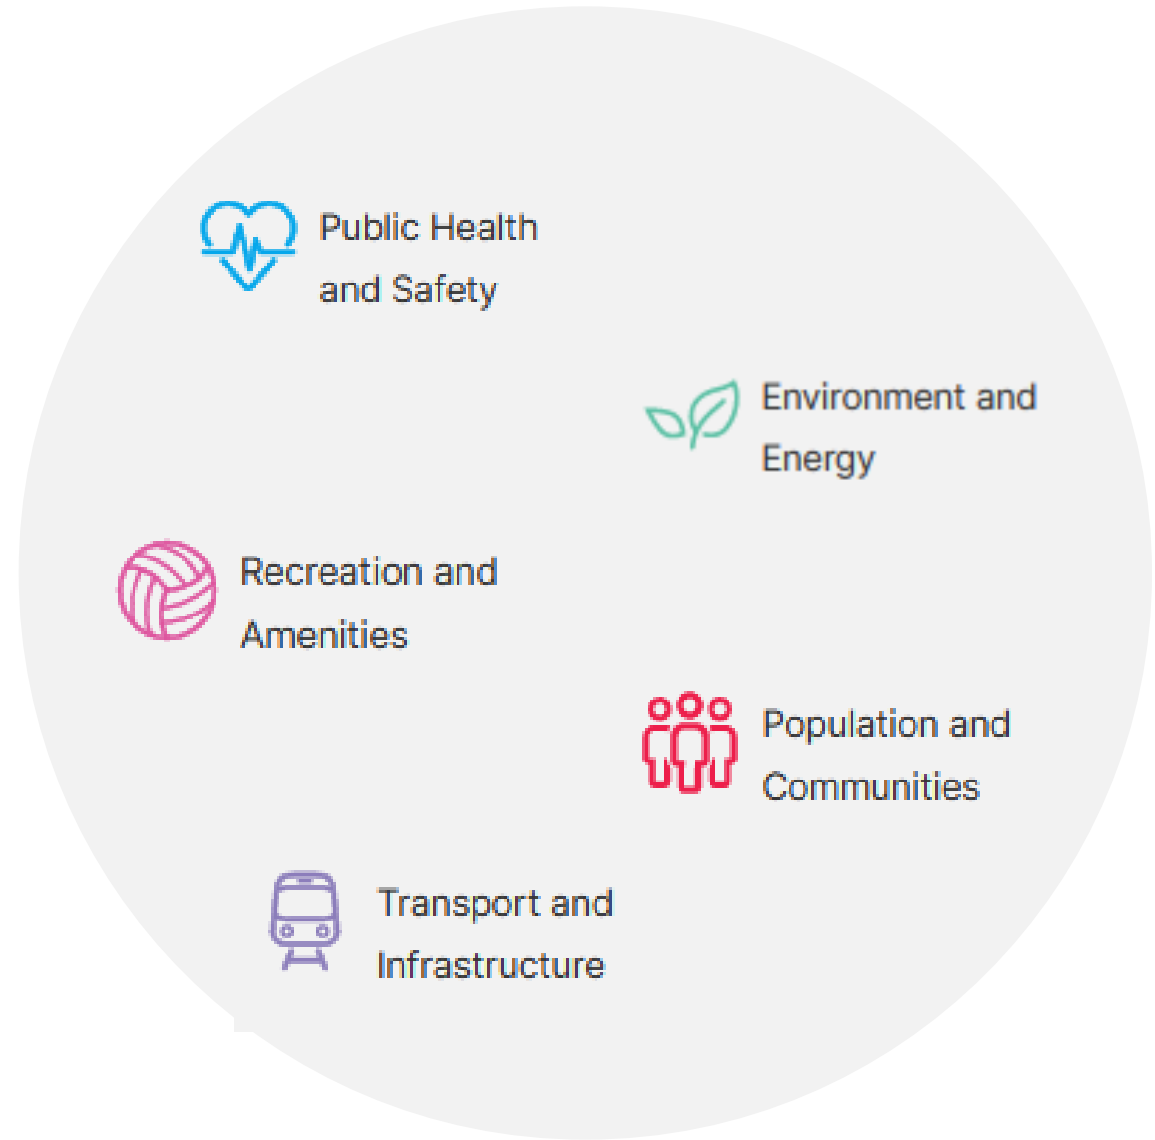 Public Health
and Safety
Environment and
Energy
Recreation and
Amenities
Population and
Communities
Transport and
Infrastructure